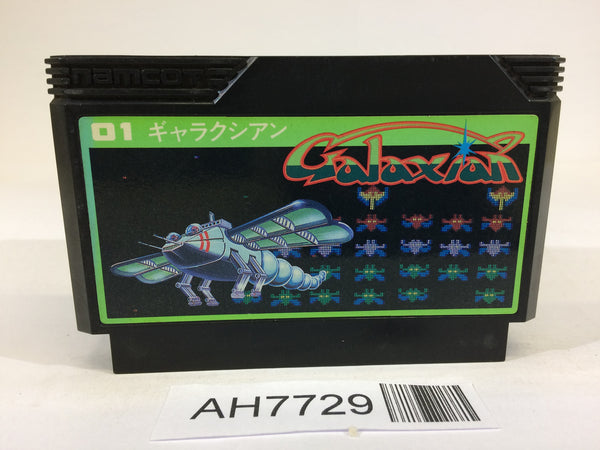 namcot
01 ギャラクシアン
Galaxian
AH7729